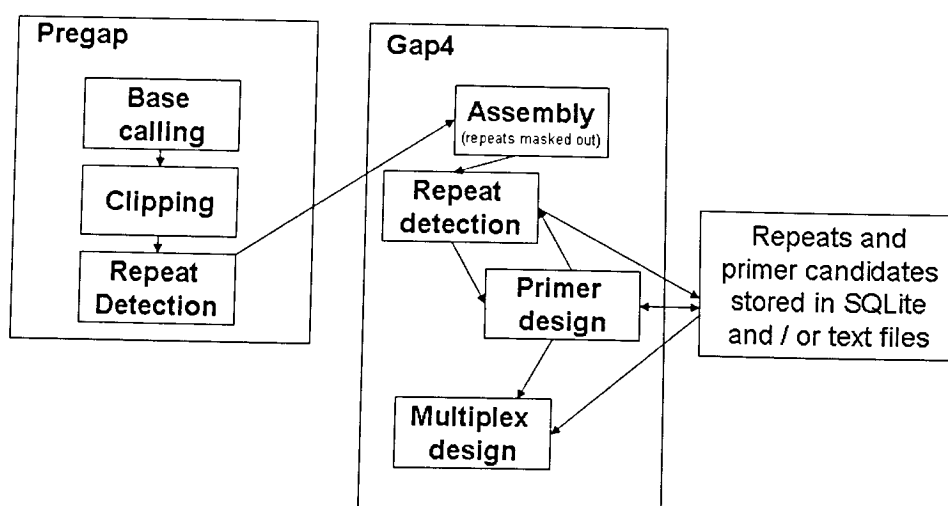 Pregap
Base
calling
Clipping
Repeat
Detection
Gap4
Assembly
(repeats masked out)
Repeat
detection
Primer
design
Multiplex
design
Repeats and
primer candidates
stored in SQLite
and / or text files